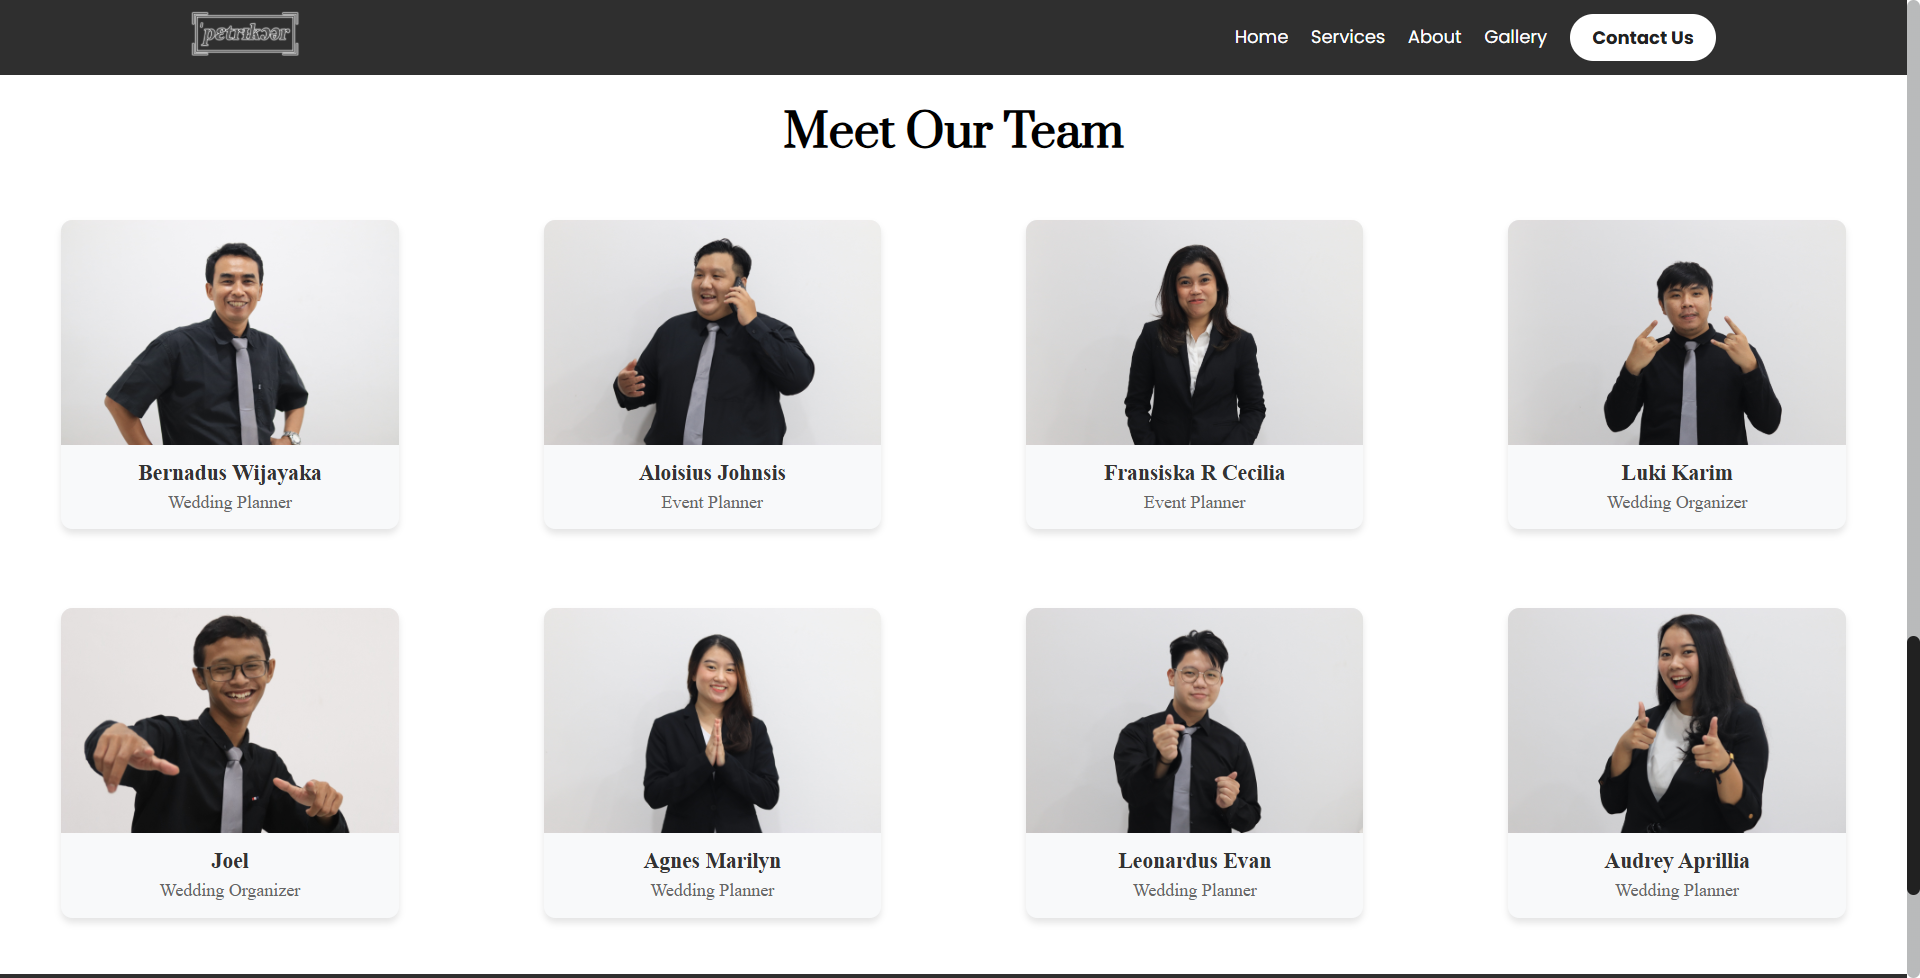 'petrɪkɔər
Home Services About Gallery Contact Us
Meet Our Team
Bernadus Wijayaka
Wedding Planner
Aloisius Johnsis
Event Planner
Fransiska R Cecilia
Event Planner
Luki Karim
Wedding Organizer
Joel
Wedding Organizer
Agnes Marilyn
Wedding Planner
Leonardus Evan
Wedding Planner
Audrey Aprillia
Wedding Planner